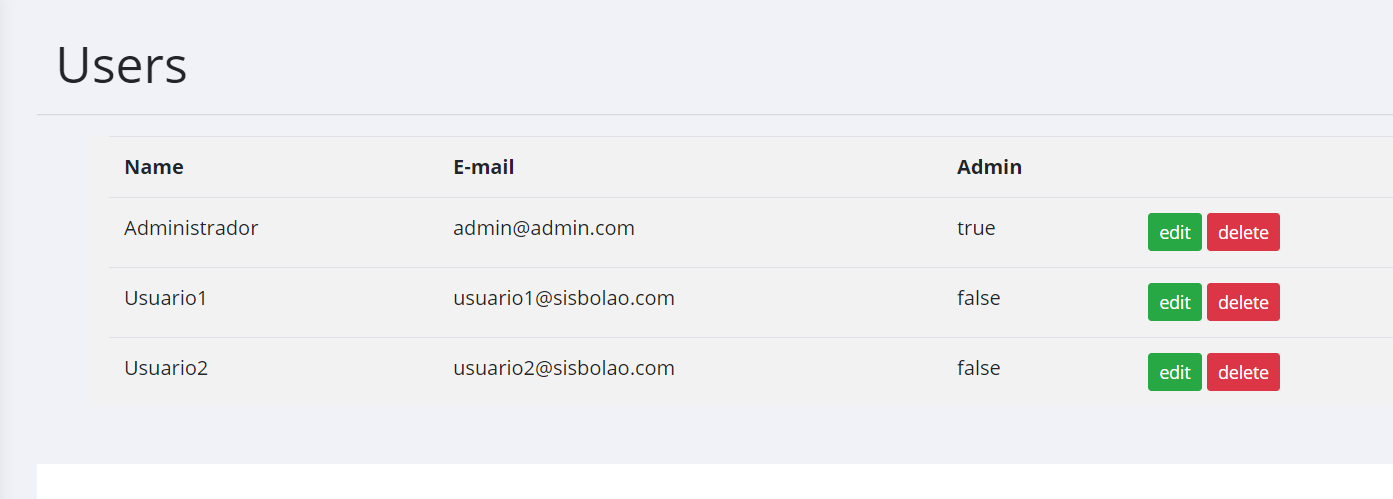 Users
Name E-mail Admin
Administrador admin@admin.com true edit delete
Usuario1 usuario1@sisbolao.com false edit delete
Usuario2 usuario2@sisbolao.com false edit delete